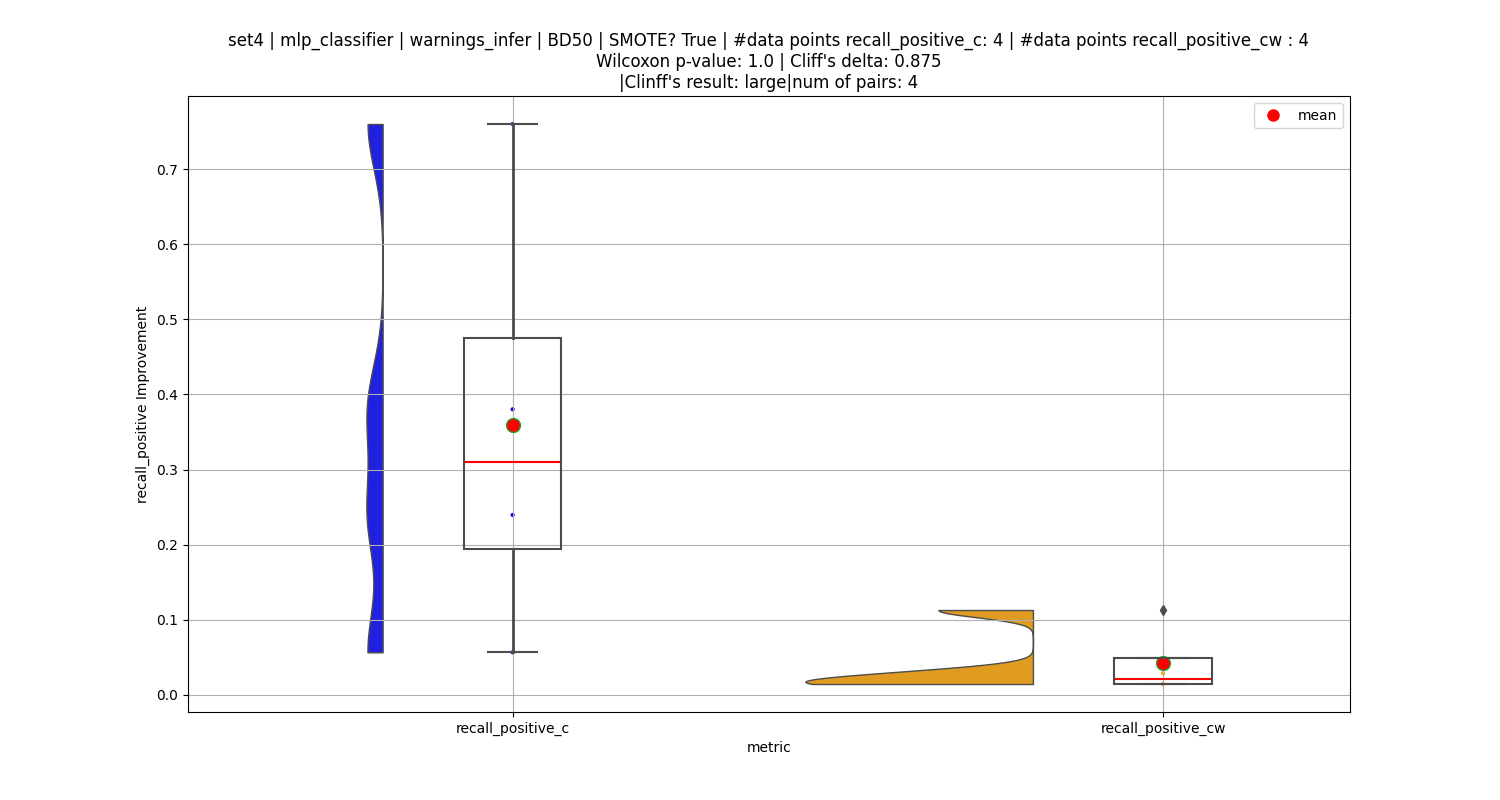 set4 | mlp_classifier | warnings_infer | BD50 | SMOTE? True | #data points recall_positive_c: 4 | #data points recall_positive_cw : 4
Wilcoxon p-value: 1.0 | Cliff's delta: 0.875
|Clinff's result: large|num of pairs: 4
mean
0.7
0.6
0.5
0.4
0.3
0.2
0.1
0.0
recall_positive Improvement
recall_positive_c
recall_positive_cw
metric